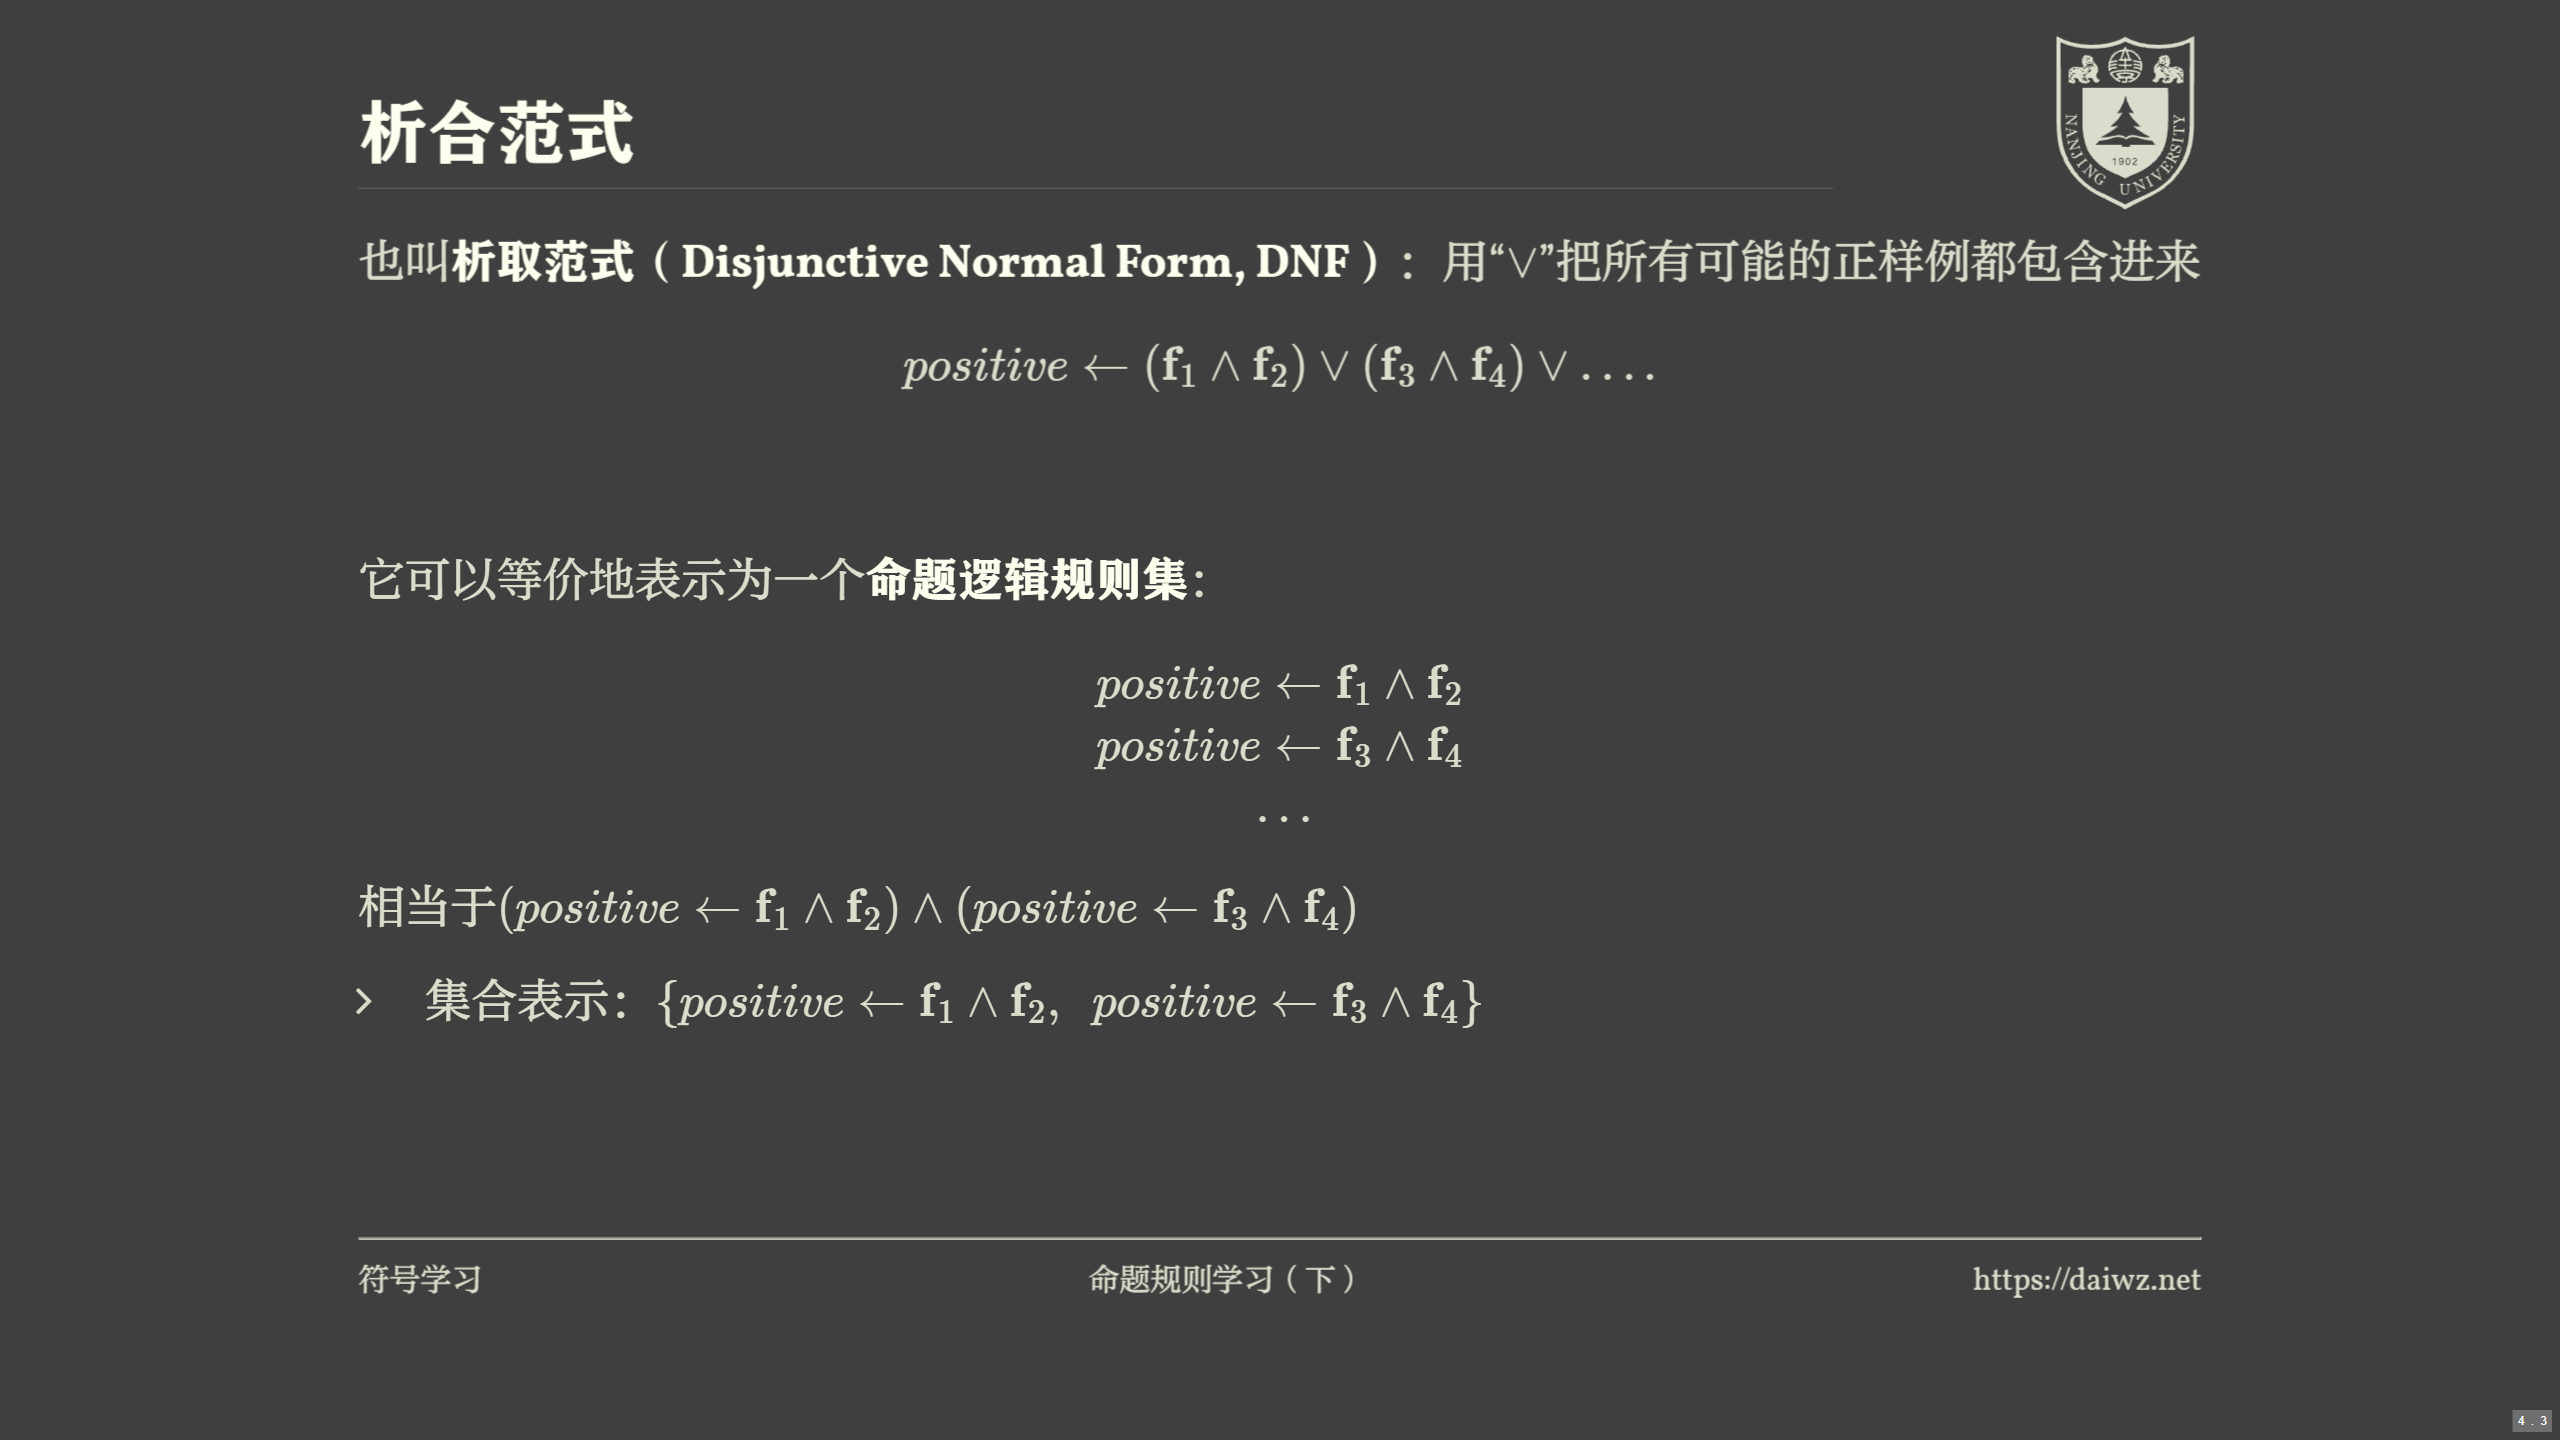 析合范式
NANJING UNIVERSITY
1902
也叫析取范式（Disjunctive Normal Form, DNF）：用“∨”把所有可能的正样例都包含进来
positive ← (f₁ ∧ f₂) ∨ (f₃ ∧ f₄) ∨ ….
它可以等价地表示为一个命题逻辑规则集：
positive ← f₁ ∧ f₂
positive ← f₃ ∧ f₄
…
相当于(positive ← f₁ ∧ f₂) ∧ (positive ← f₃ ∧ f₄)
集合表示：{positive ← f₁ ∧ f₂, positive ← f₃ ∧ f₄}
符号学习
命题规则学习（下）
https://daiwz.net
4.3